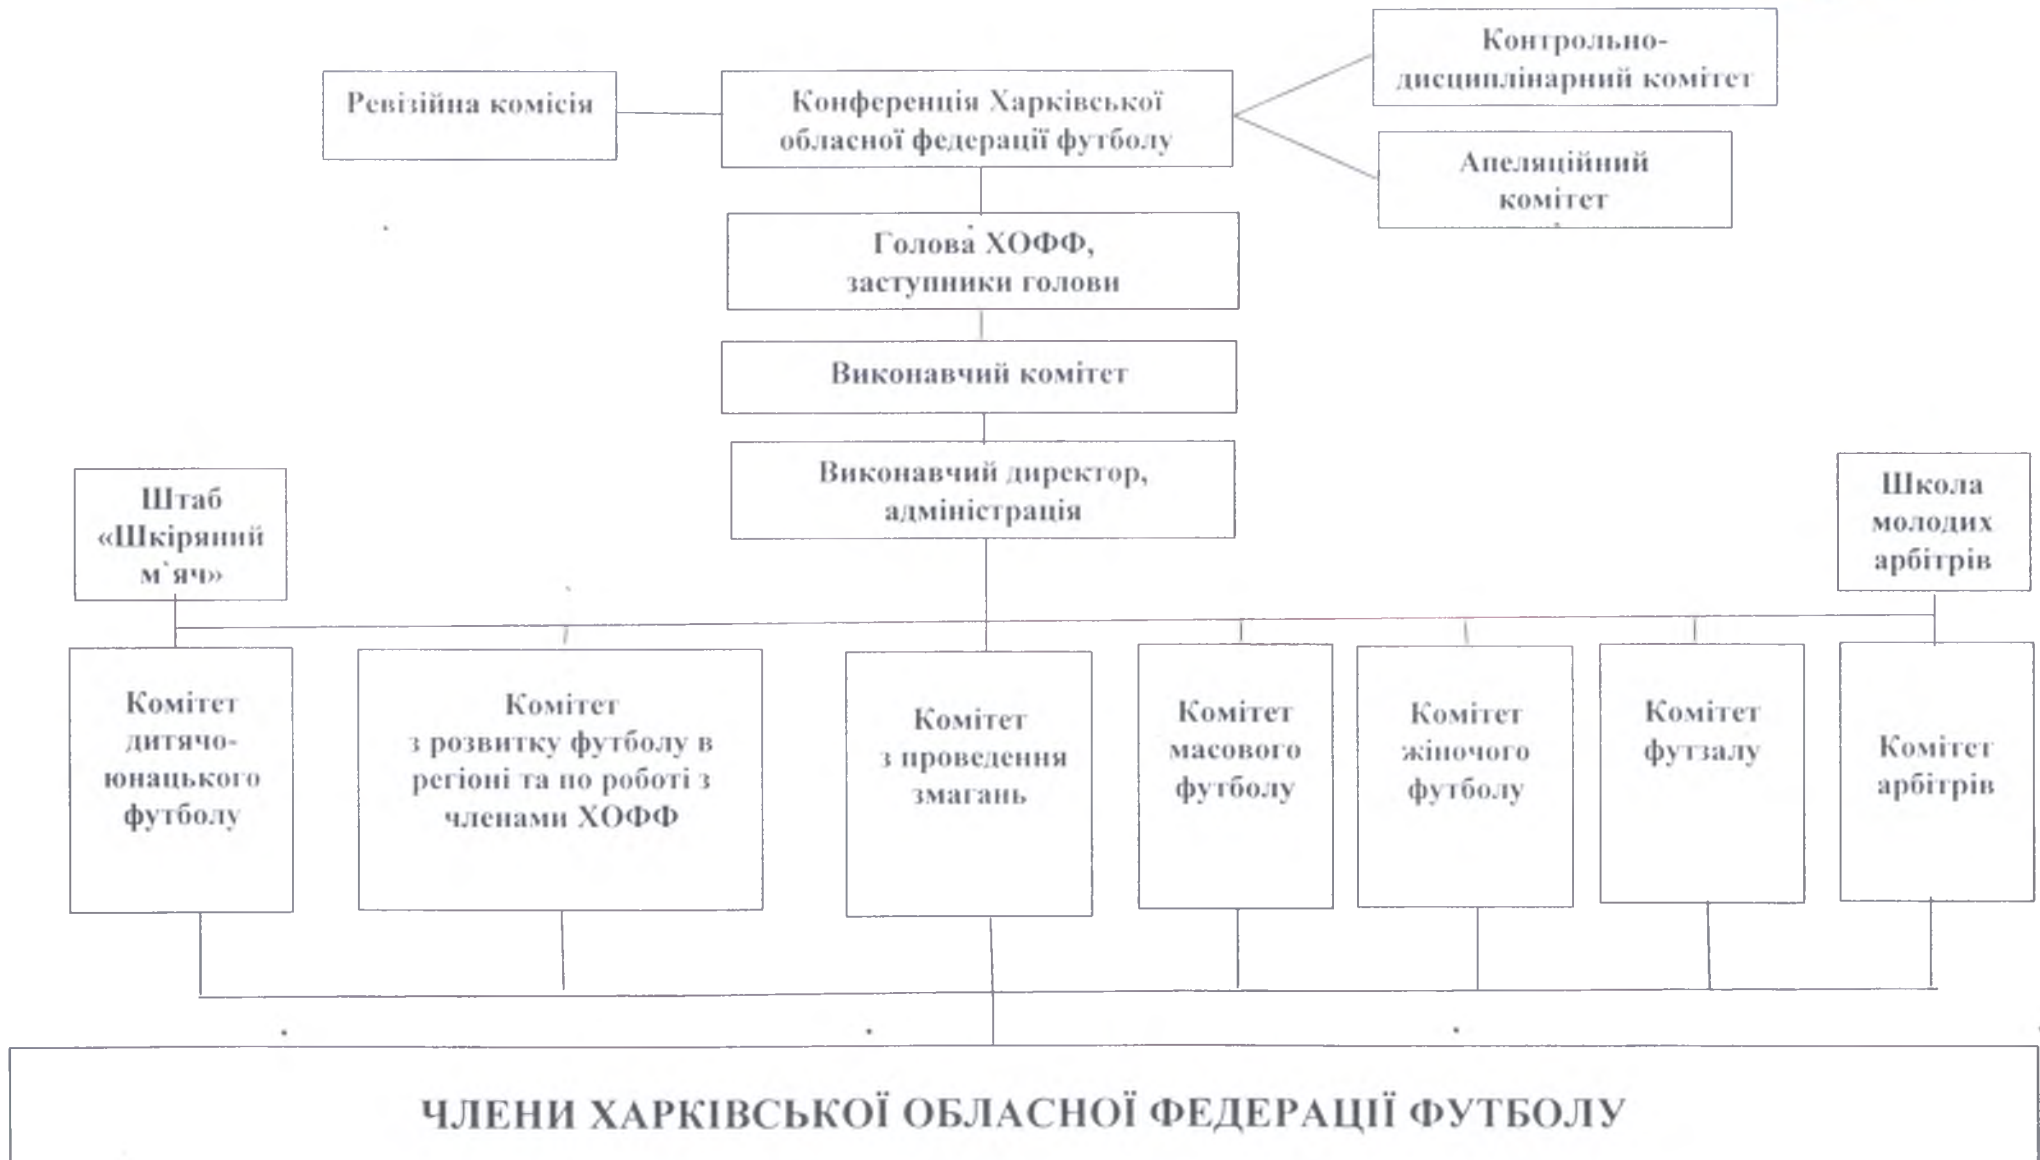 Контрольно-
дисциплінарний комітет
Ревізійна комісія
Конференція Харківської
обласної федерації футболу
Апеляційний
комітет
Голова ХОФФ,
заступники голови
Виконавчий комітет
Виконавчий директор,
адміністрація
Штаб
«Шкіряний
м`яч»
Школа
молодих
арбітрів
Комітет
дитячо-
юнацького
футболу
Комітет
з розвитку футболу в
регіоні та по роботі з
членами ХОФФ
Комітет
з проведення
змагань
Комітет
масового
футболу
Комітет
жіночого
футболу
Комітет
футзалу
Комітет
арбітрів
ЧЛЕНИ ХАРКІВСЬКОЇ ОБЛАСНОЇ ФЕДЕРАЦІЇ ФУТБОЛУ